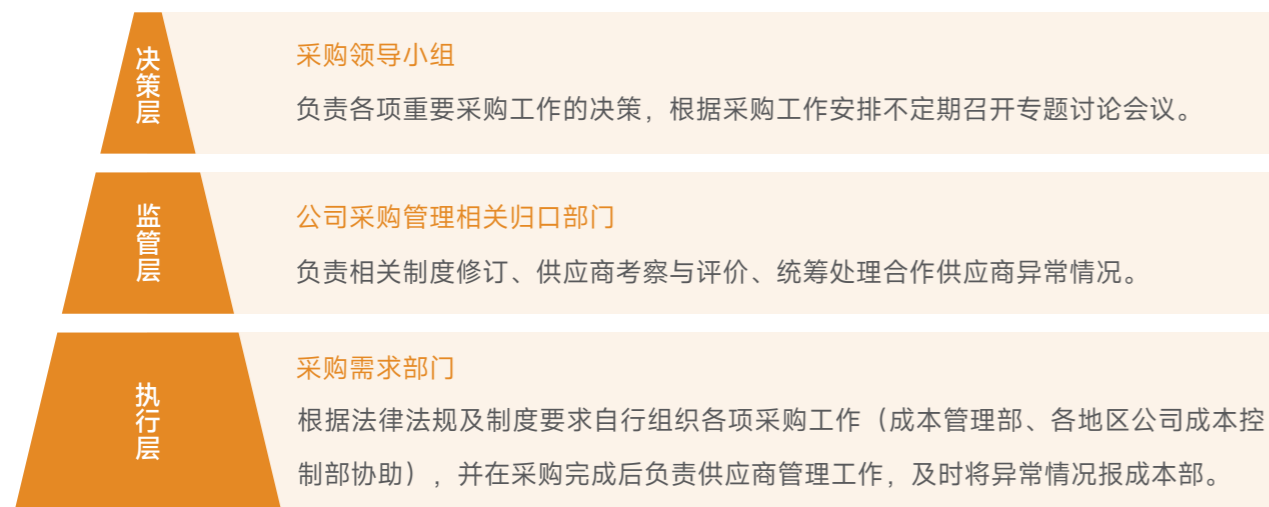 决策层
采购领导小组
负责各项重要采购工作的决策，根据采购工作安排不定期召开专题讨论会议。
监管层
公司采购管理相关归口部门
负责相关制度修订、供应商考察与评价、统筹处理合作供应商异常情况。
执行层
采购需求部门
根据法律法规及制度要求自行组织各项采购工作（成本管理部、各地区公司成本控
制部协助），并在采购完成后负责供应商管理工作，及时将异常情况报成本部。